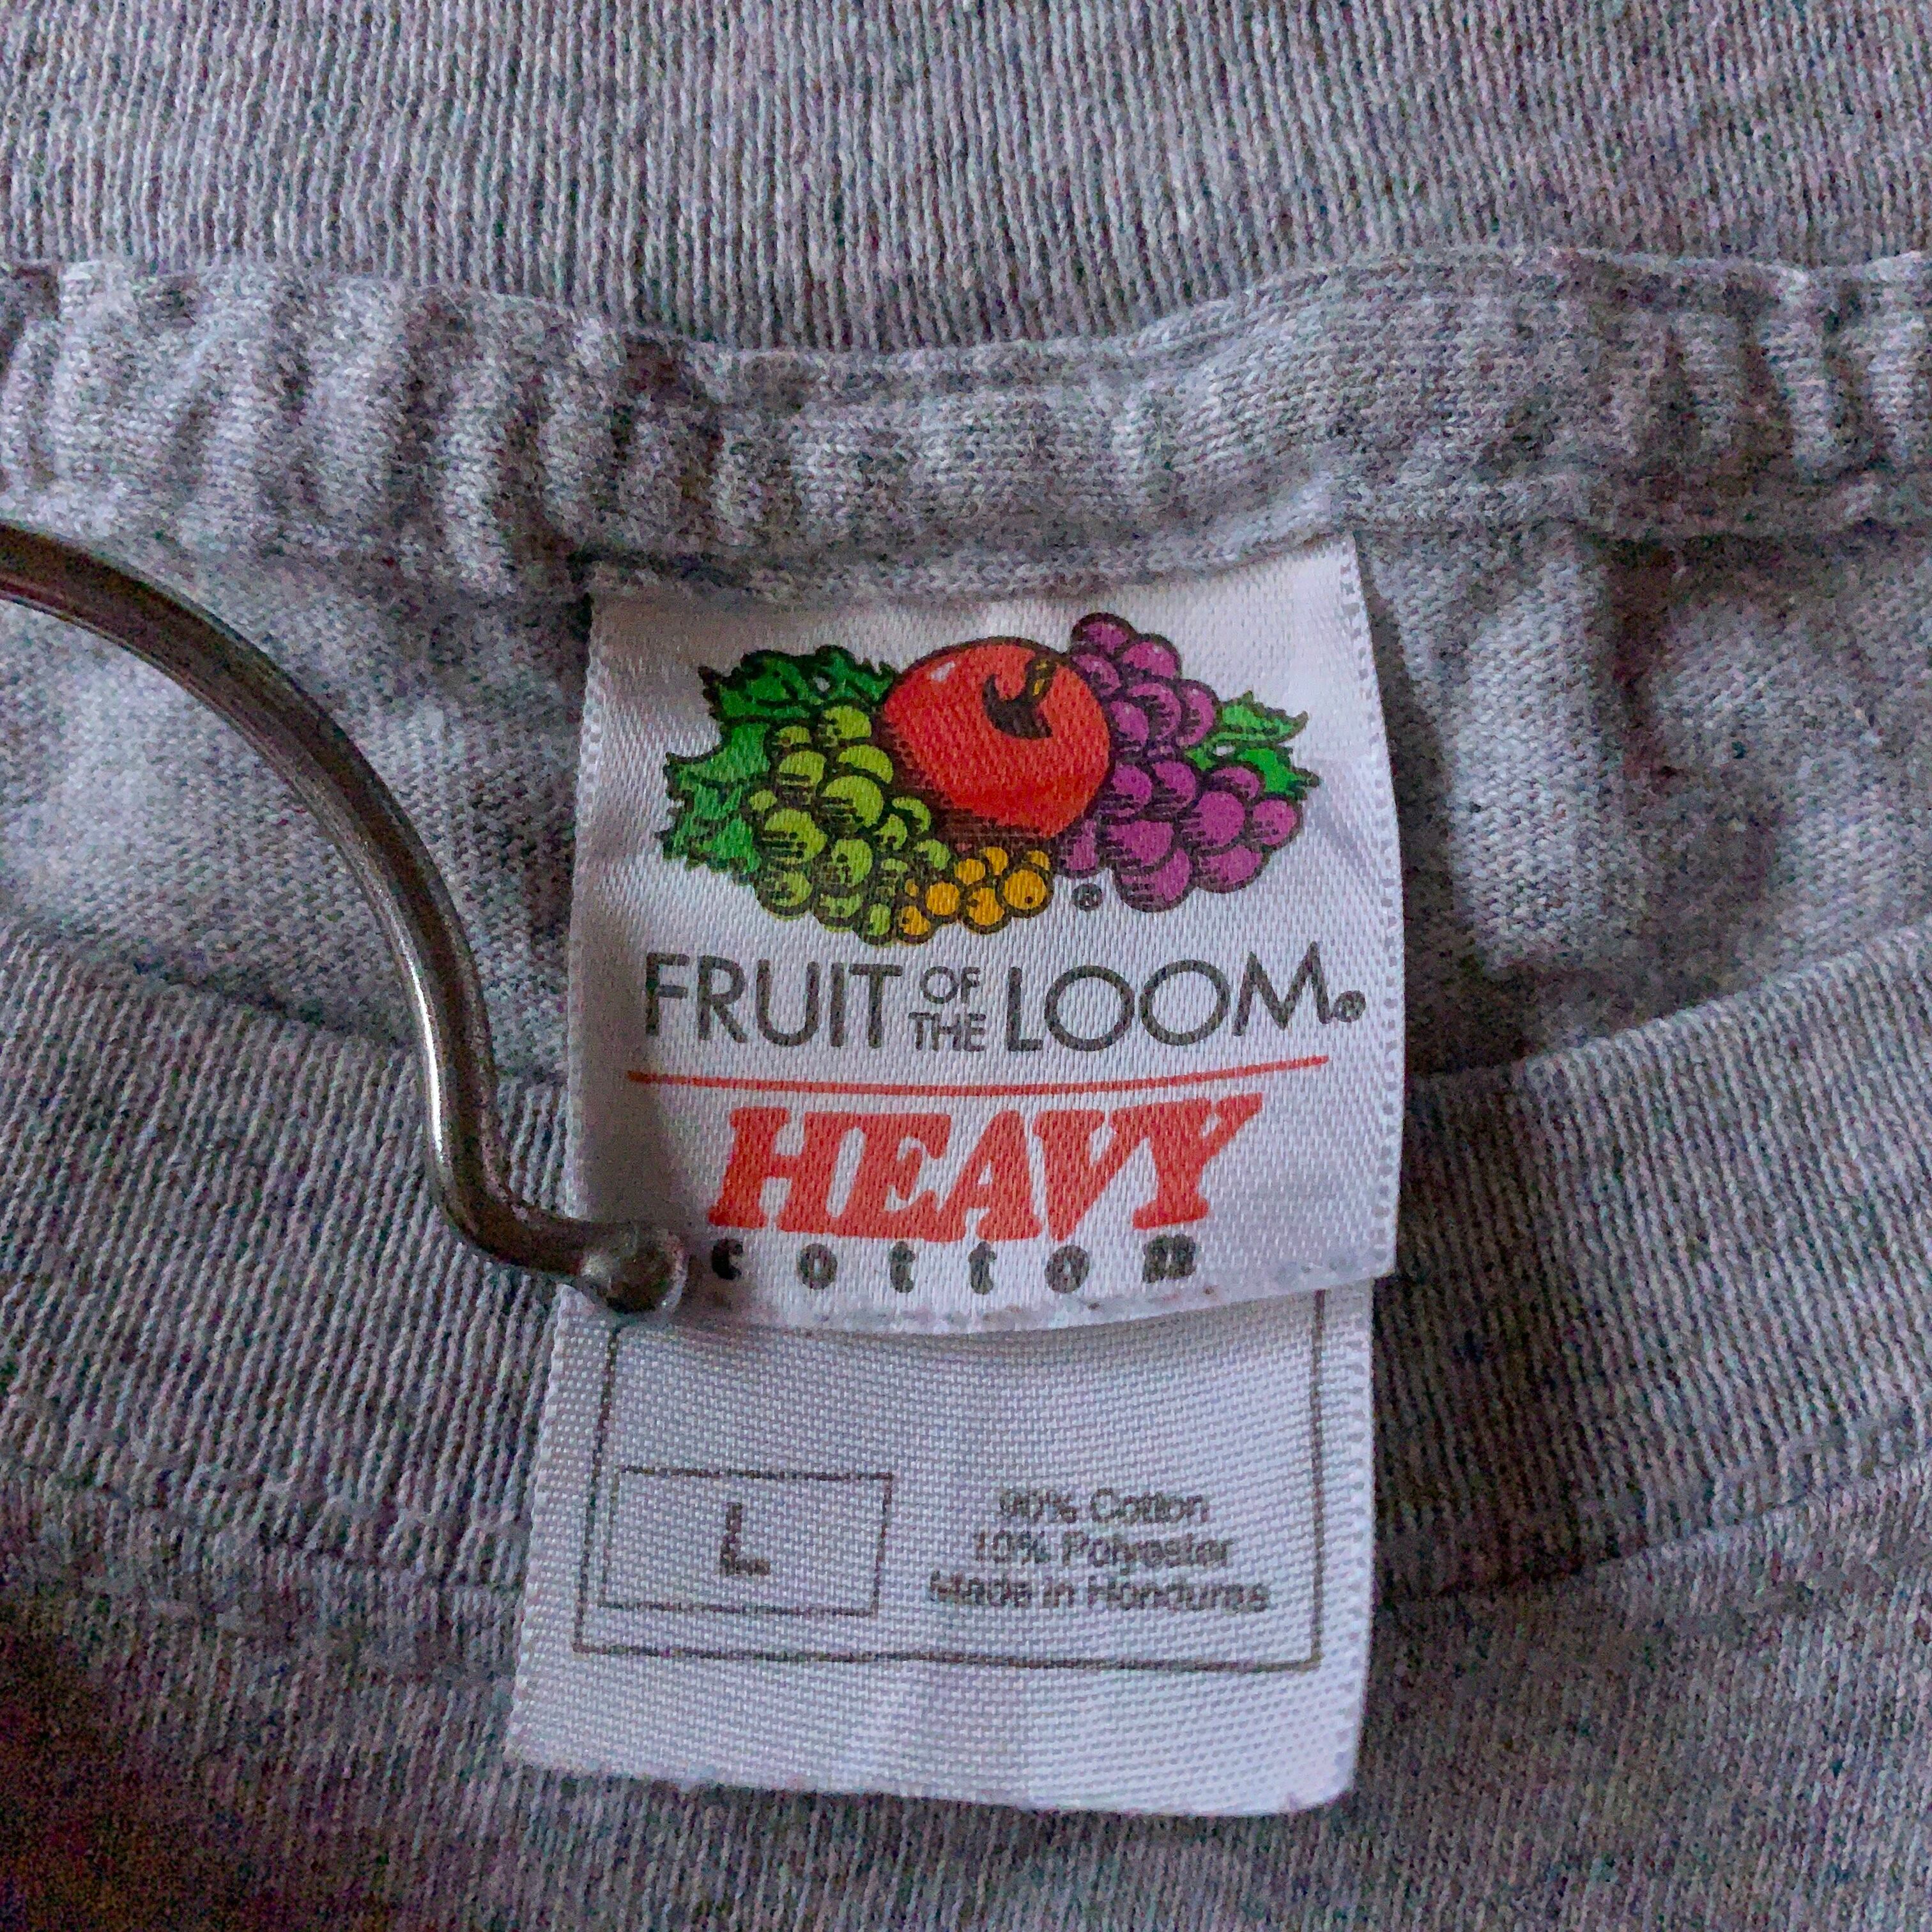 ®
FRUIT OF THE LOOM®
HEAVY
cotton
L
90% Cotton
10% Polyester
Made in Honduras